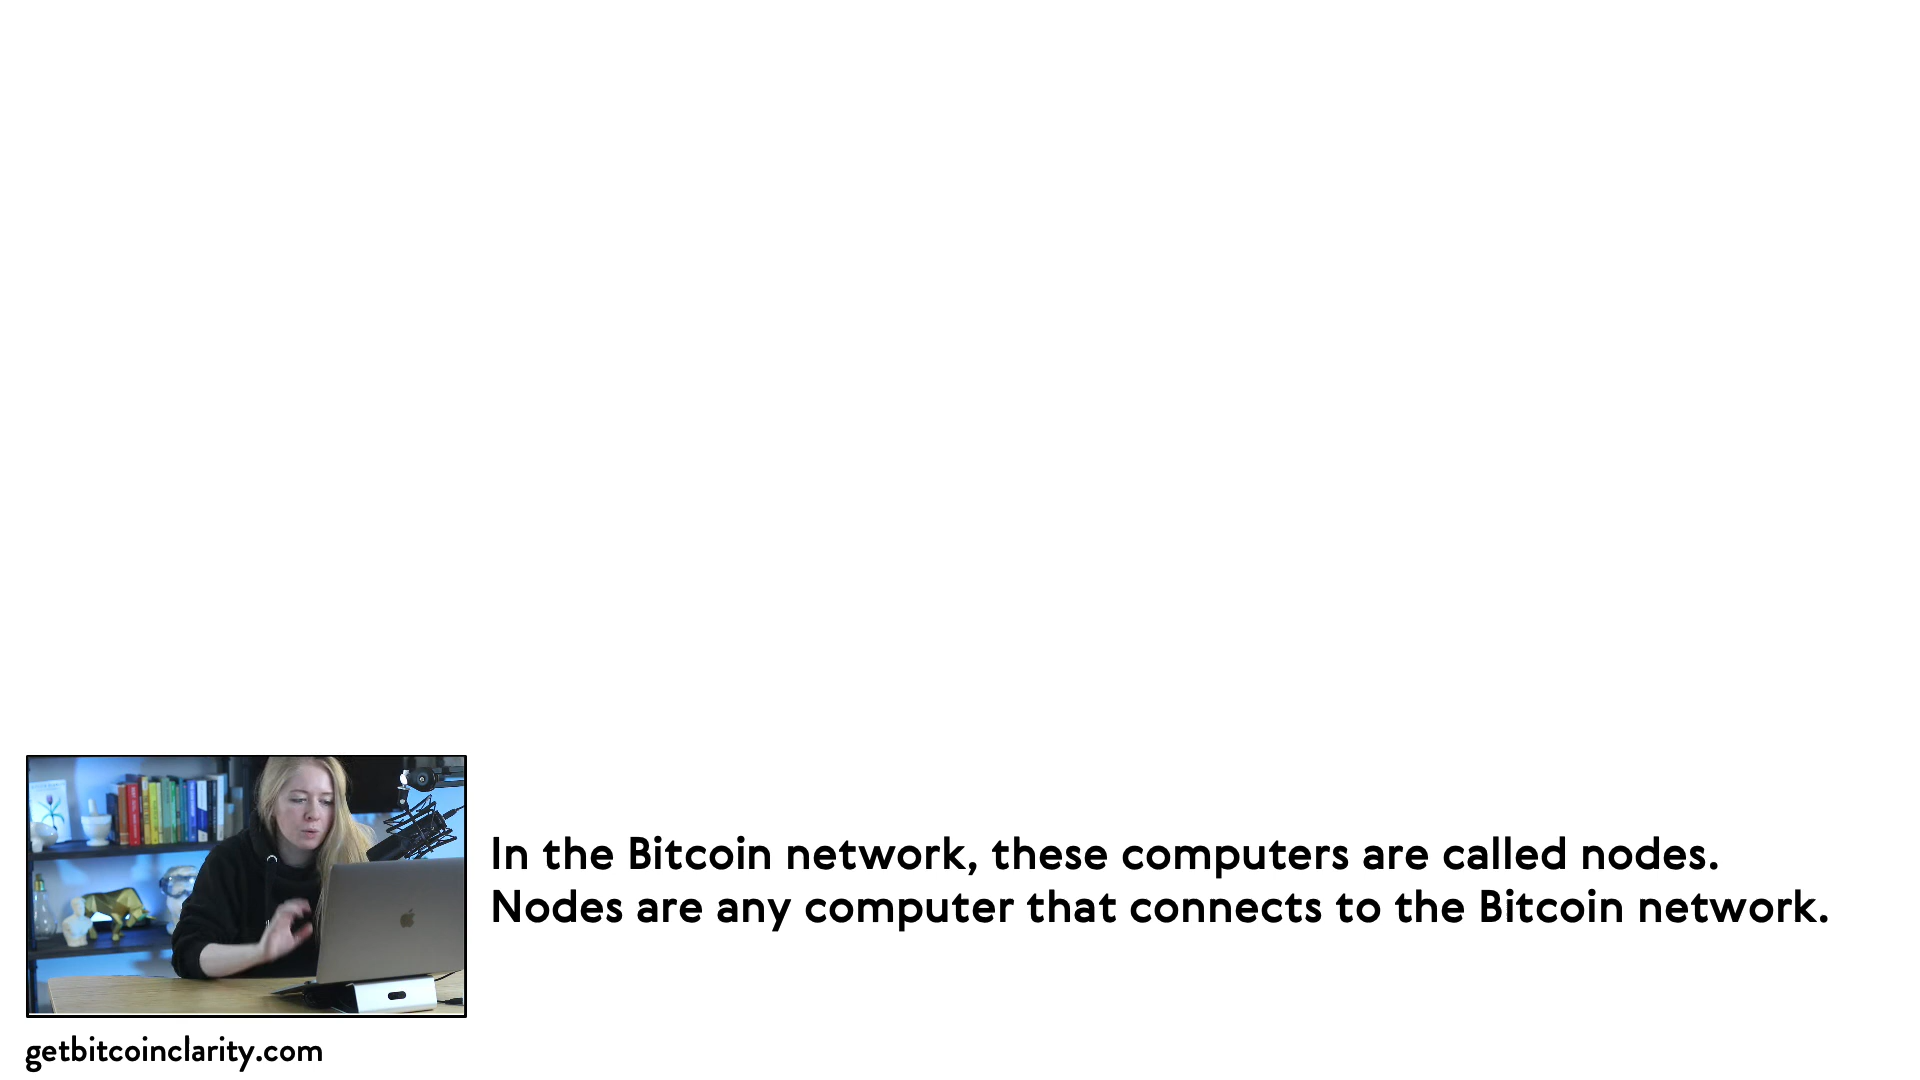 In the Bitcoin network, these computers are called nodes.
Nodes are any computer that connects to the Bitcoin network.
getbitcoinclarity.com